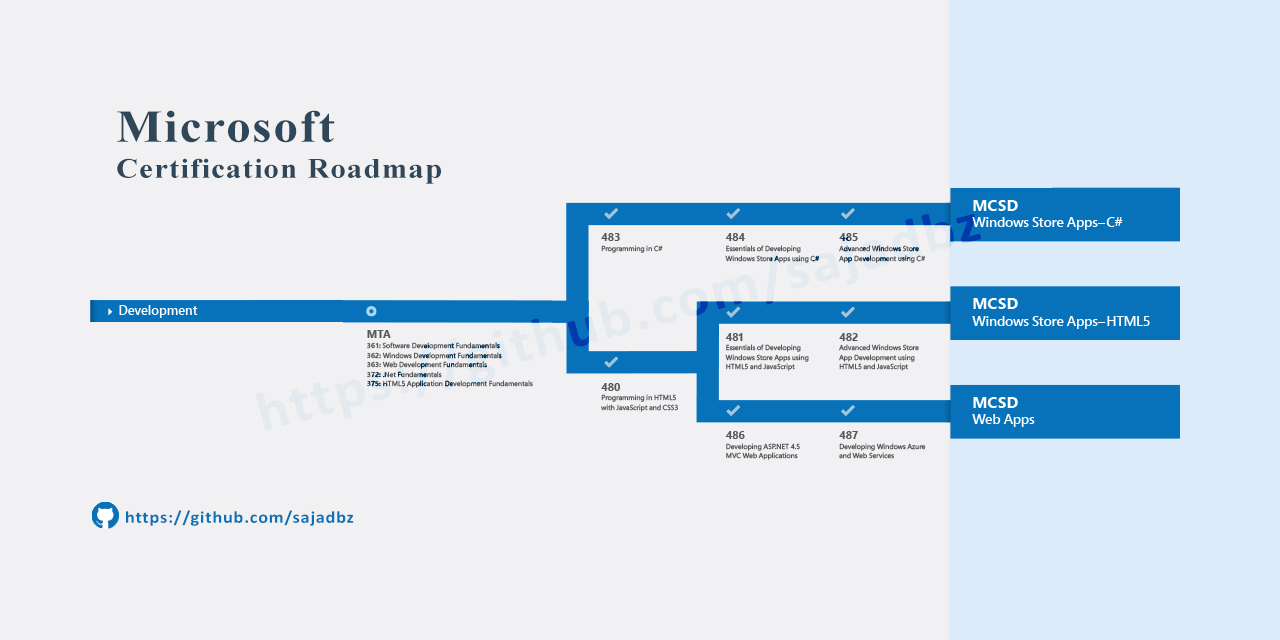 Microsoft
Certification Roadmap
Development
MTA
361: Software Development Fundamentals
362: Windows Development Fundamentals
363: Web Development Fundamentals
372: .Net Fundamentals
375: HTML5 Application Development Fundamentals
483
Programming in C#
484
Essentials of Developing
Windows Store Apps using C#
485
Advanced Windows Store
App Development using C#
MCSD
Windows Store Apps–C#
480
Programming in HTML5
with JavaScript and CSS3
481
Essentials of Developing
Windows Store Apps using
HTML5 and JavaScript
482
Advanced Windows Store
App Development using
HTML5 and JavaScript
MCSD
Windows Store Apps–HTML5
486
Developing ASP.NET 4.5
MVC Web Applications
487
Developing Windows Azure
and Web Services
MCSD
Web Apps
https://github.com/sajadbz
https://github.com/sajadbz